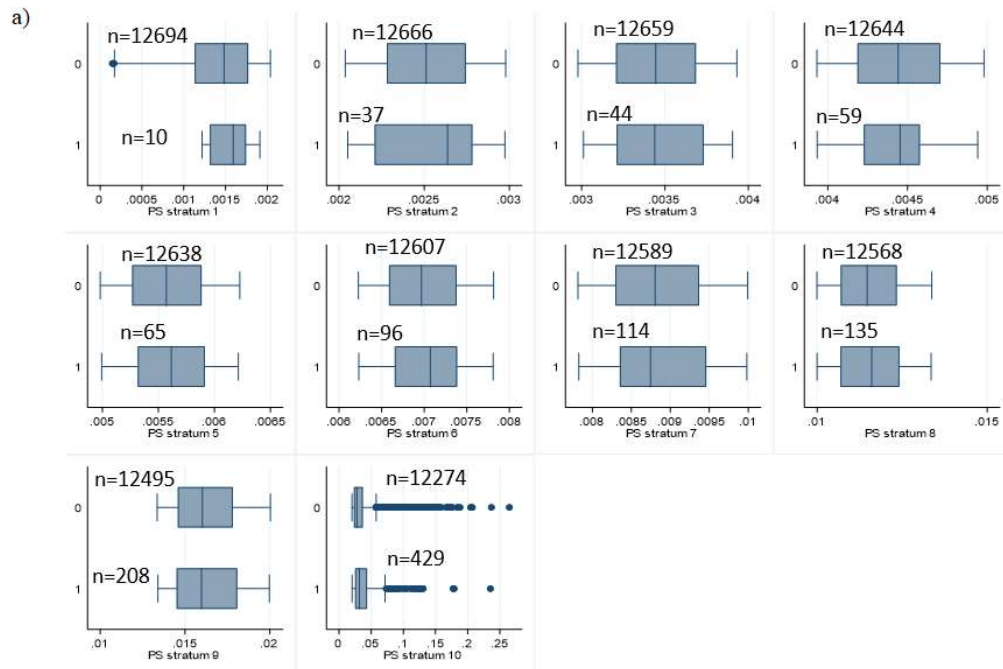 a)
n=12694
0
n=10
1
0 .0005 .001 .0015 .002
PS stratum 1
n=12666
0
n=37
1
.002 .0025 .003
PS stratum 2
n=12659
0
n=44
1
.003 .0035 .004
PS stratum 3
n=12644
0
n=59
1
.004 .0045 .005
PS stratum 4
n=12638
0
n=65
1
.005 .0055 .006 .0065
PS stratum 5
n=12607
0
n=96
1
.006 .0065 .007 .0075 .008
PS stratum 6
n=12589
0
n=114
1
.008 .0085 .009 .0095 .01
PS stratum 7
n=12568
0
n=135
1
.01 .015
PS stratum 8
n=12495
0
n=208
1
.01 .015 .02
PS stratum 9
n=12274
0
n=429
1
0 .05 .1 .15 .2 .25
PS stratum 10